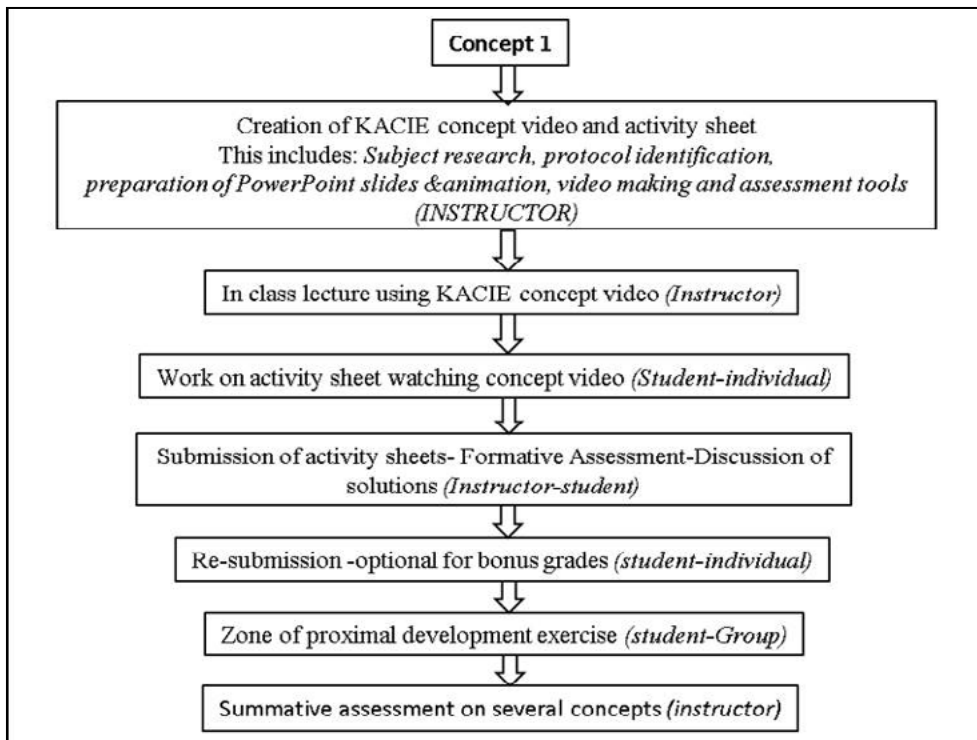 Concept 1
Creation of KACIE concept video and activity sheet
This includes: Subject research, protocol identification,
preparation of PowerPoint slides &animation, video making and assessment tools
(INSTRUCTOR)
In class lecture using KACIE concept video (Instructor)
Work on activity sheet watching concept video (Student-individual)
Submission of activity sheets- Formative Assessment-Discussion of
solutions (Instructor-student)
Re-submission -optional for bonus grades (student-individual)
Zone of proximal development exercise (student-Group)
Summative assessment on several concepts (instructor)